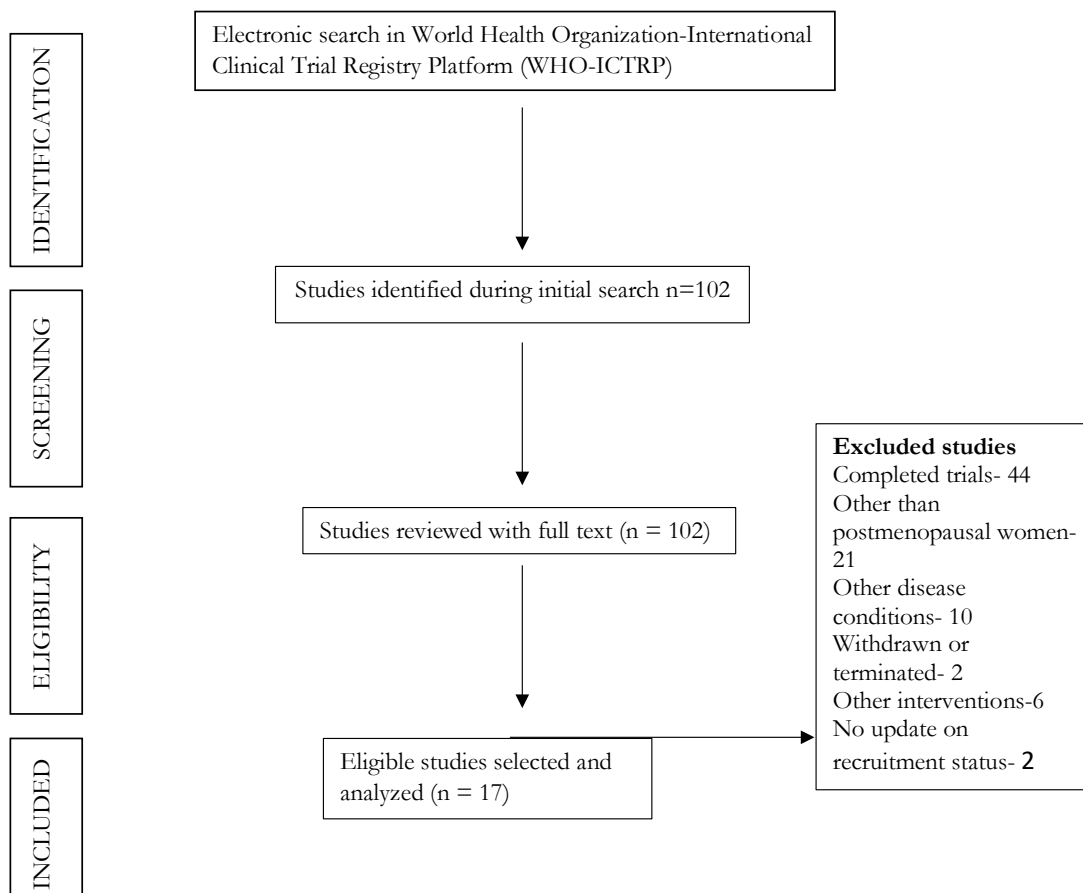 IDENTIFICATION
Electronic search in World Health Organization-International
Clinical Trial Registry Platform (WHO-ICTRP)
Studies identified during initial search n=102
SCREENING
Studies reviewed with full text (n = 102)
ELIGIBILITY
Excluded studies
Completed trials- 44
Other than
postmenopausal women-
21
Other disease
conditions- 10
Withdrawn or
terminated- 2
Other interventions-6
No update on
recruitment status- 2
INCLUDED
Eligible studies selected and
analyzed (n = 17)